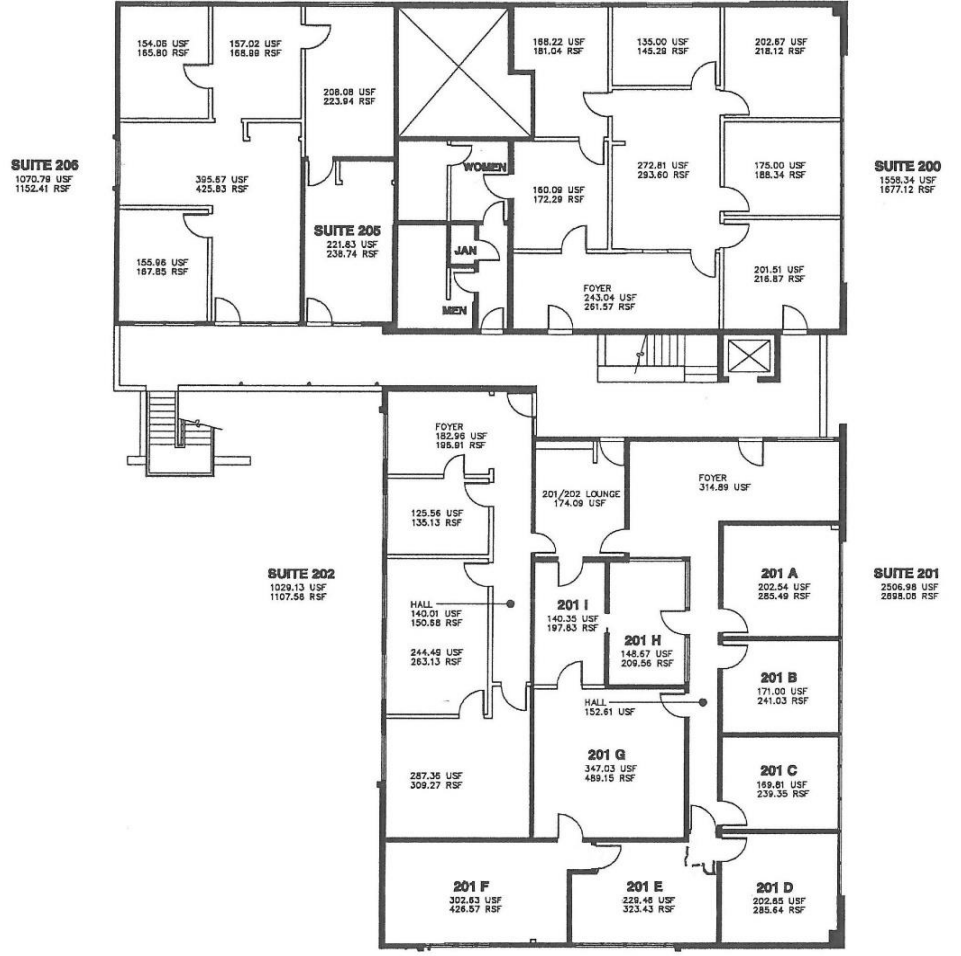 154.06 USF
165.80 RSF
157.02 USF
168.99 RSF
208.08 USF
223.94 RSF
168.22 USF
181.04 RSF
135.00 USF
145.29 RSF
202.67 USF
218.12 RSF
SUITE 206
1070.79 USF
1152.41 RSF
395.67 USF
425.83 RSF
WOMEN
160.09 USF
172.29 RSF
272.81 USF
293.60 RSF
175.00 USF
188.34 RSF
SUITE 200
1558.34 USF
1677.12 RSF
155.96 USF
167.85 RSF
SUITE 205
221.83 USF
238.74 RSF
JAN
MEN
FOYER
243.04 USF
261.57 RSF
201.51 USF
216.87 RSF
FOYER
182.96 USF
196.91 RSF
201/202 LOUNGE
174.09 USF
FOYER
314.89 USF
125.56 USF
135.13 RSF
SUITE 202
1029.13 USF
1107.56 RSF
HALL
140.01 USF
150.68 RSF
244.49 USF
263.13 RSF
201 I
140.35 USF
197.83 RSF
201 H
148.67 USF
209.56 RSF
201 A
202.54 USF
285.49 RSF
SUITE 201
2506.98 USF
2698.06 RSF
201 B
171.00 USF
241.03 RSF
HALL
152.61 USF
287.36 USF
309.27 RSF
201 G
347.03 USF
489.15 RSF
201 C
169.81 USF
239.35 RSF
201 F
302.63 USF
426.57 RSF
201 E
229.46 USF
323.43 RSF
201 D
202.65 USF
285.64 RSF